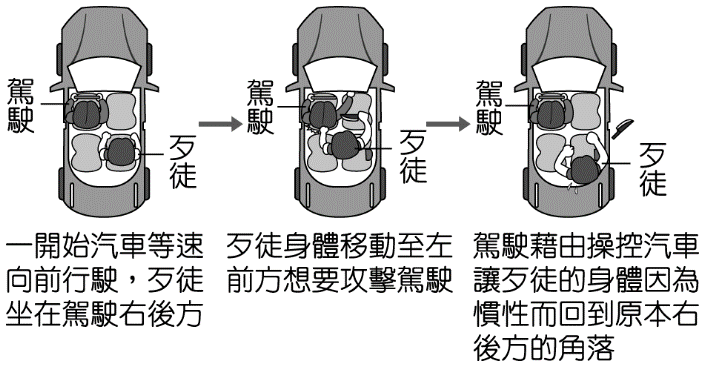 駕駛
歹徒
一開始汽車等速
向前行駛，歹徒
坐在駕駛右後方
駕駛
歹徒
歹徒身體移動至左
前方想要攻擊駕駛
駕駛
歹徒
駕駛藉由操控汽車
讓歹徒的身體因為
慣性而回到原本右
後方的角落